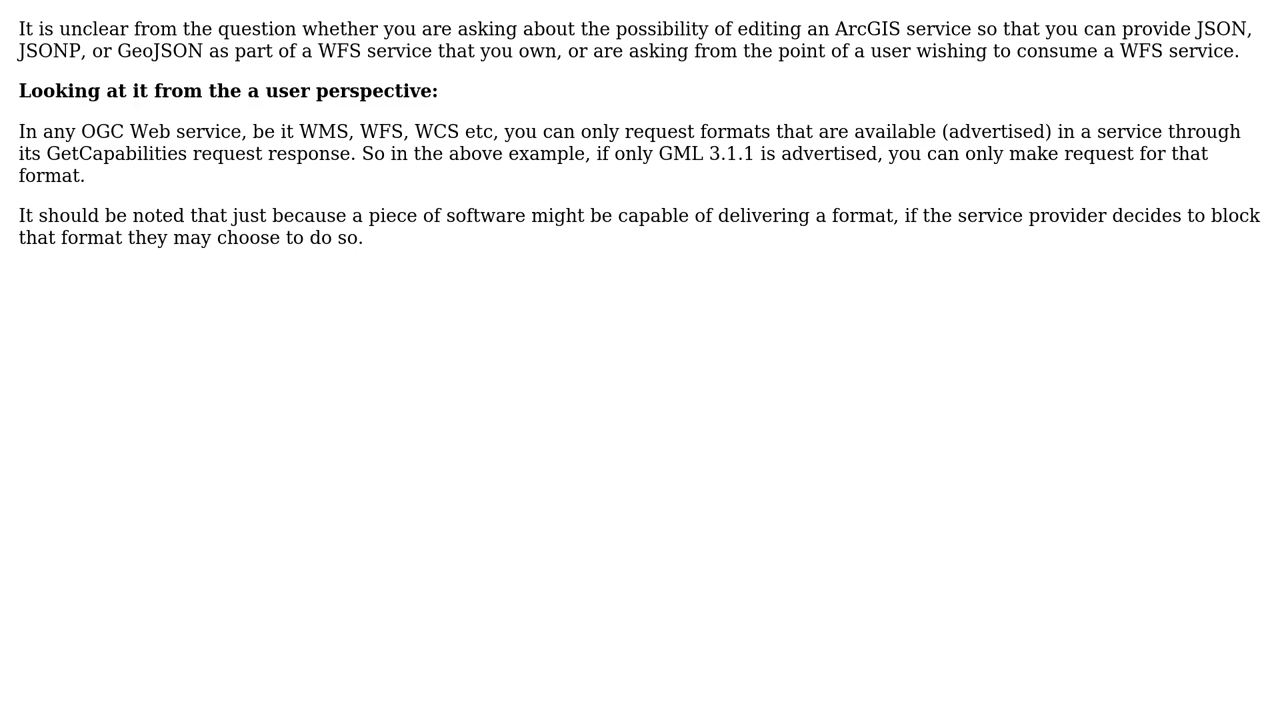 It is unclear from the question whether you are asking about the possibility of editing an ArcGIS service so that you can provide JSON,
JSONP, or GeoJSON as part of a WFS service that you own, or are asking from the point of a user wishing to consume a WFS service.
Looking at it from the a user perspective:
In any OGC Web service, be it WMS, WFS, WCS etc, you can only request formats that are available (advertised) in a service through
its GetCapabilities request response. So in the above example, if only GML 3.1.1 is advertised, you can only make request for that
format.
It should be noted that just because a piece of software might be capable of delivering a format, if the service provider decides to block
that format they may choose to do so.